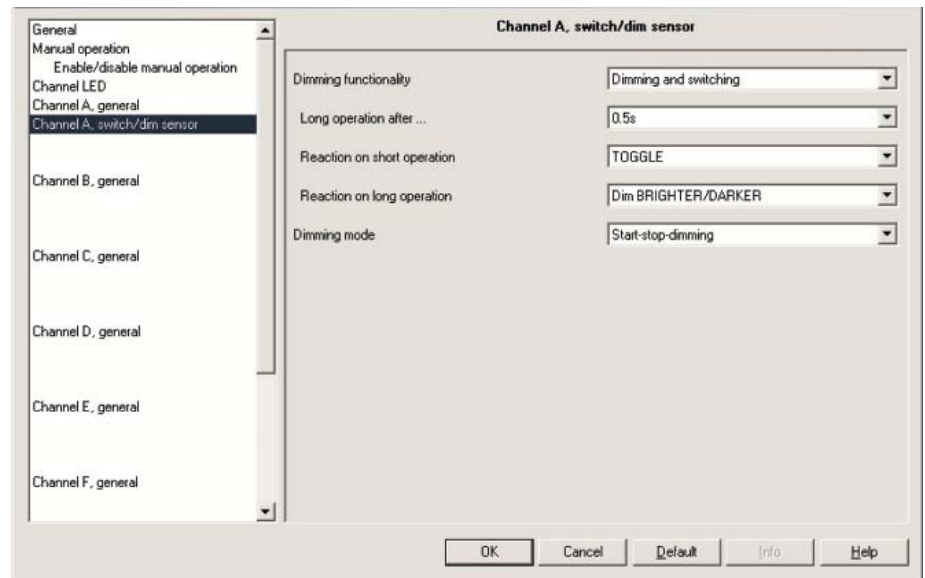 Channel A, switch/dim sensor
General
Manual operation
Enable/disable manual operation
Channel LED
Channel A, general
Channel A, switch/dim sensor
Channel B, general
Channel C, general
Channel D, general
Channel E, general
Channel F, general
Dimming functionality
Dimming and switching
Long operation after ...
0.5s
Reaction on short operation
TOGGLE
Reaction on long operation
Dim BRIGHTER/DARKER
Dimming mode
Start-stop-dimming
OK
Cancel
Default
Info
Help